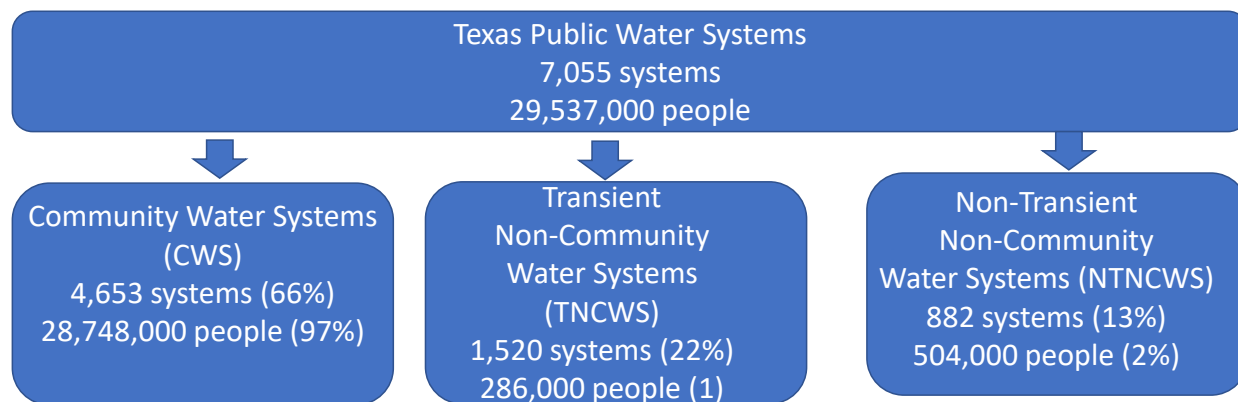 Texas Public Water Systems
7,055 systems
29,537,000 people
Community Water Systems
(CWS)
4,653 systems (66%)
28,748,000 people (97%)
Transient
Non-Community
Water Systems
(TNCWS)
1,520 systems (22%)
286,000 people (1)
Non-Transient
Non-Community
Water Systems (NTNCWS)
882 systems (13%)
504,000 people (2%)